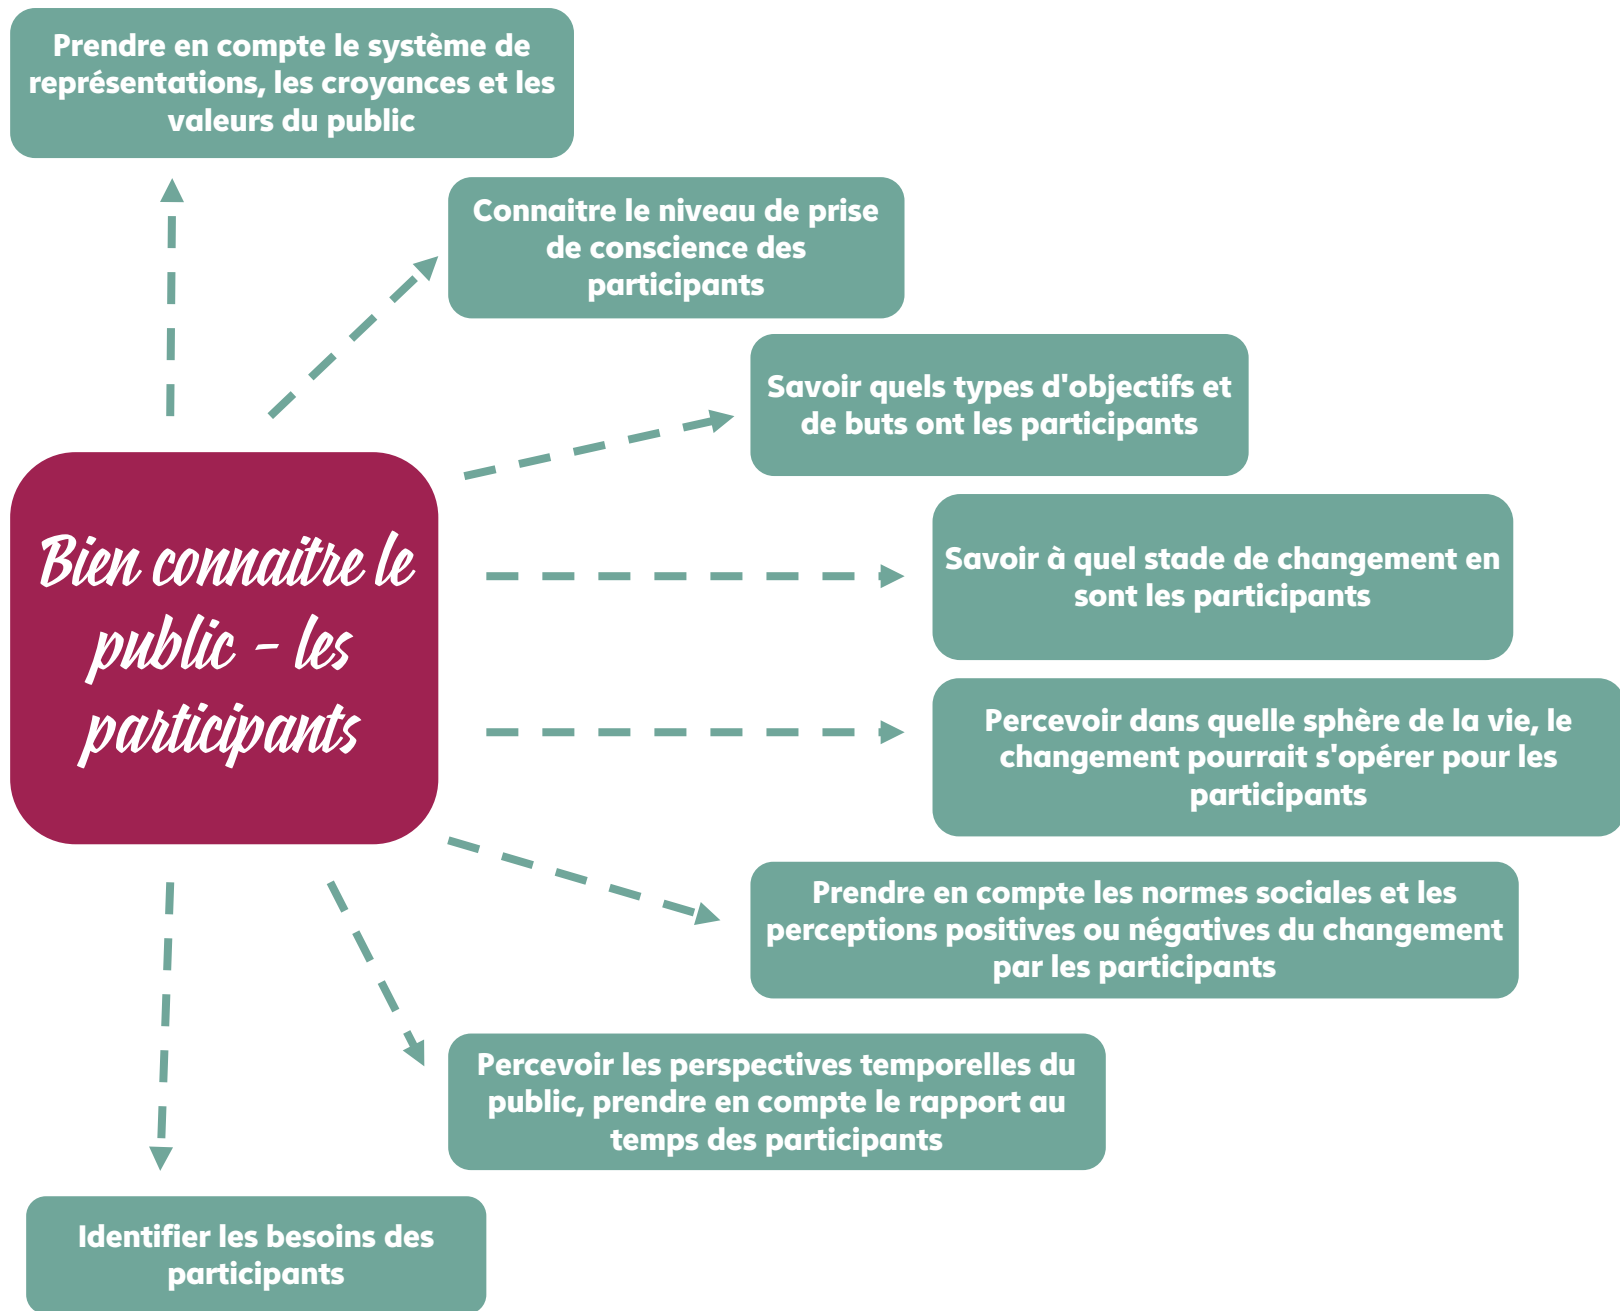 Prendre en compte le système de
représentations, les croyances et les
valeurs du public
Connaitre le niveau de prise
de conscience des
participants
Savoir quels types d'objectifs et
de buts ont les participants
Bien connaitre le
public - les
participants
Savoir à quel stade de changement en
sont les participants
Percevoir dans quelle sphère de la vie, le
changement pourrait s'opérer pour les
participants
Prendre en compte les normes sociales et les
perceptions positives ou négatives du changement
par les participants
Percevoir les perspectives temporelles du
public, prendre en compte le rapport au
temps des participants
Identifier les besoins des
participants